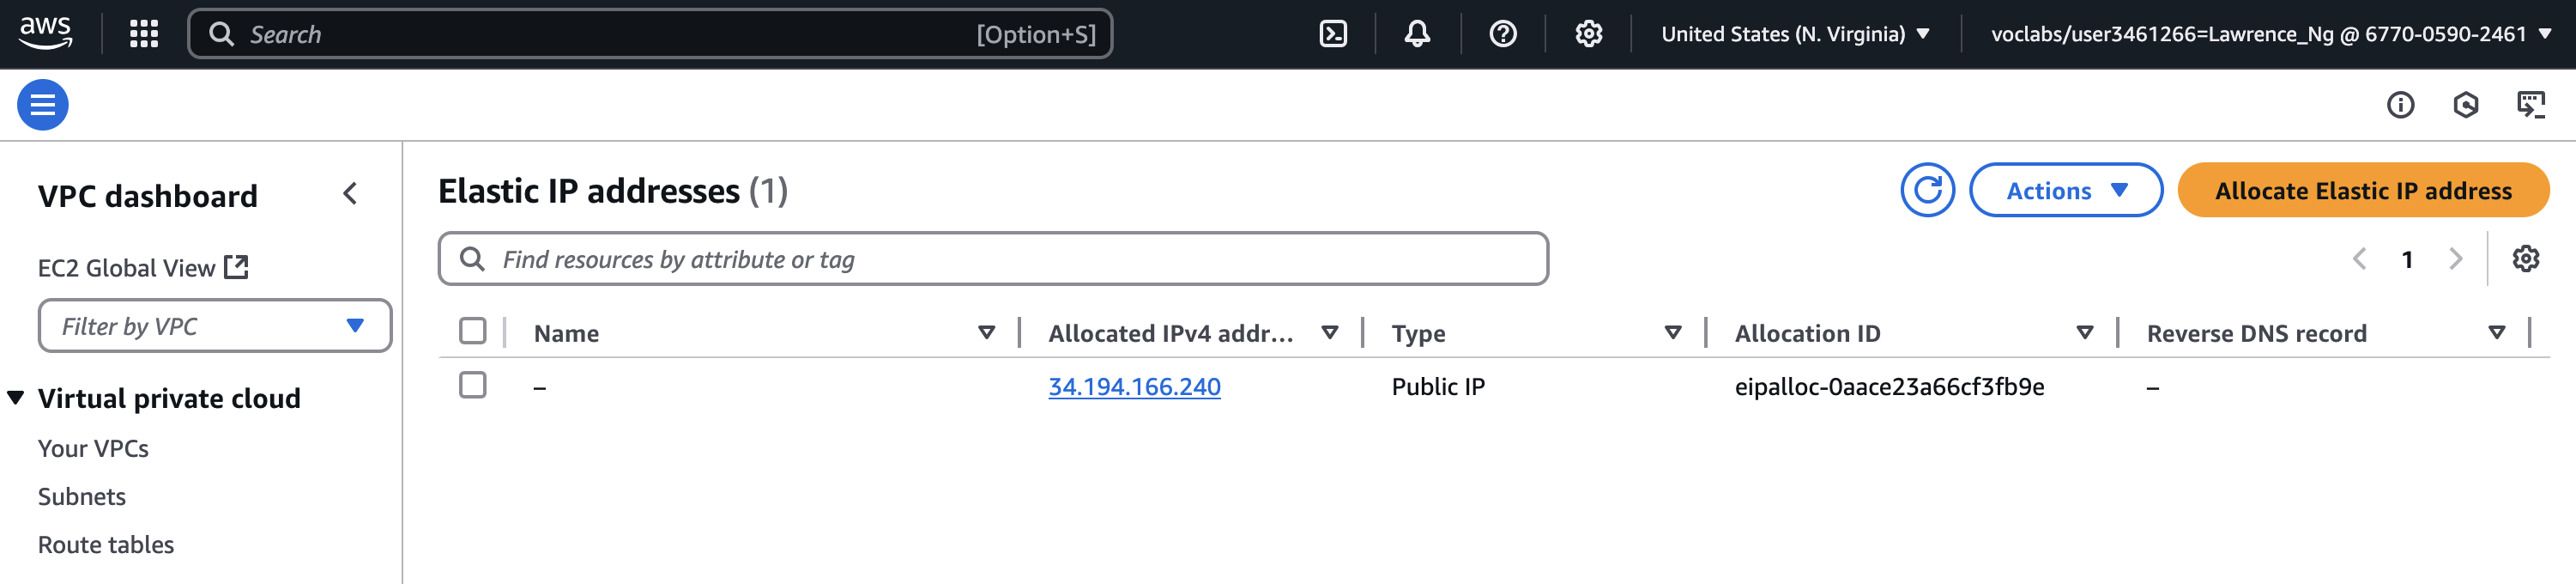 aws
Search [Option+S]
United States (N. Virginia)
voclabs/user3461266=Lawrence_Ng @ 6770-0590-2461
VPC dashboard
EC2 Global View
Filter by VPC
Virtual private cloud
Your VPCs
Subnets
Route tables
Elastic IP addresses (1)
Actions
Allocate Elastic IP address
Find resources by attribute or tag
1
Name Allocated IPv4 addr... Type Allocation ID Reverse DNS record
– 34.194.166.240 Public IP eipalloc-0aace23a66cf3fb9e –